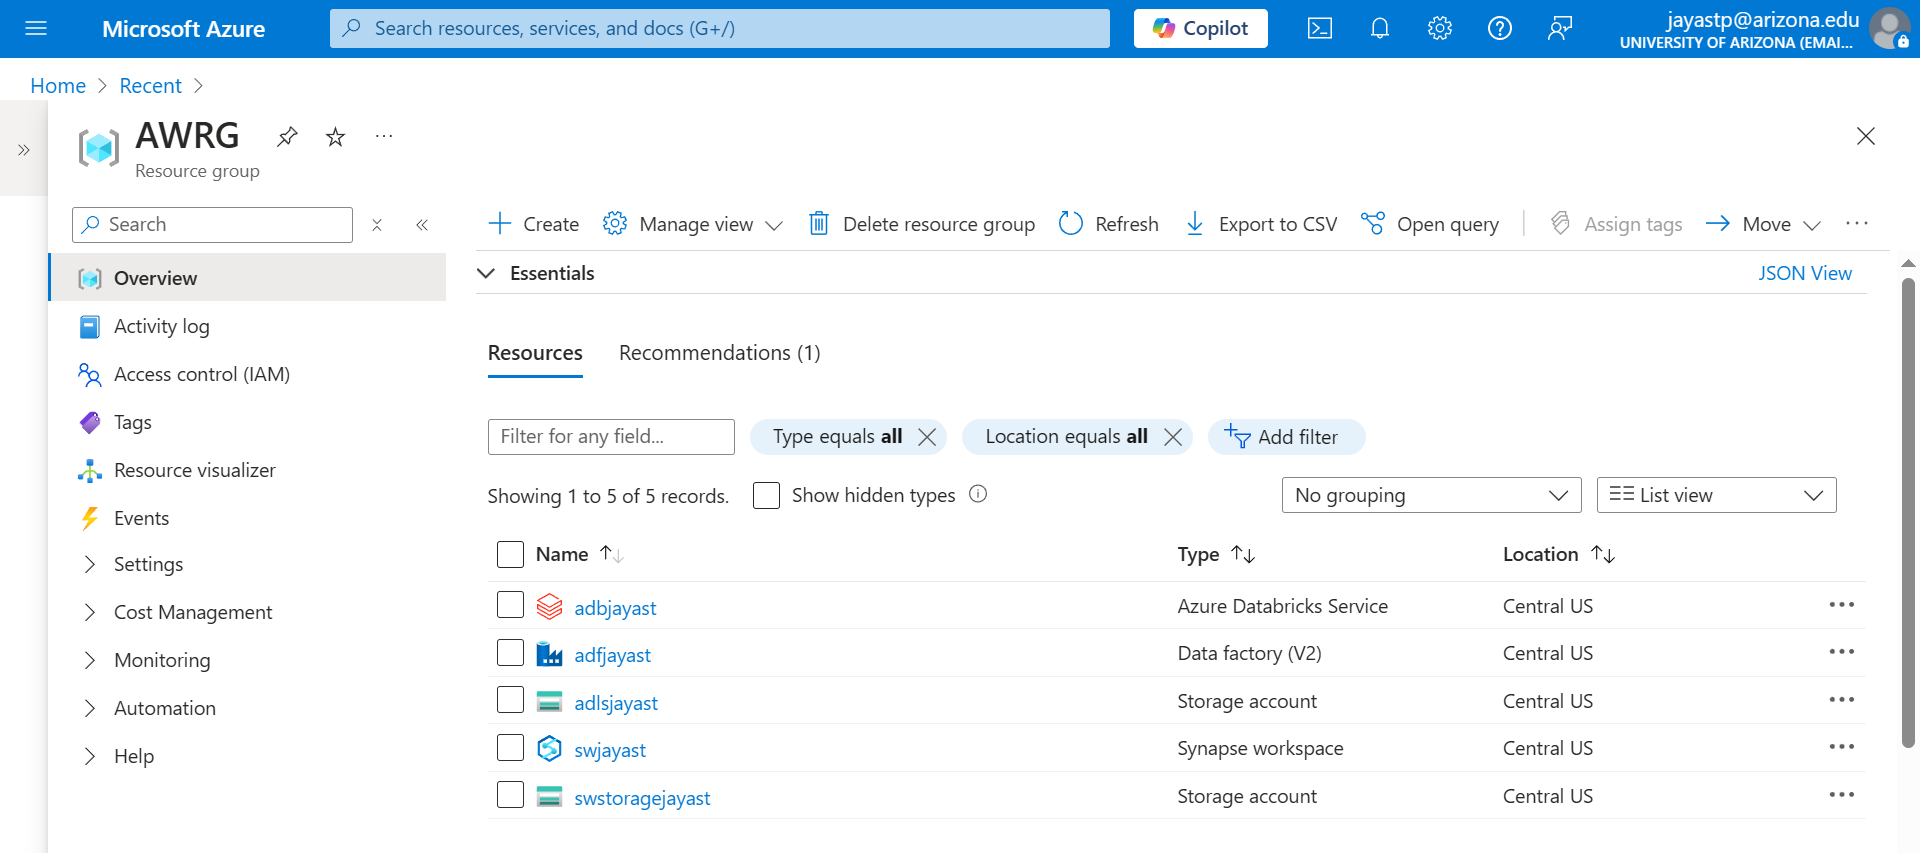 Microsoft Azure
Search resources, services, and docs (G+/)
Copilot
jayastp@arizona.edu
UNIVERSITY OF ARIZONA (EMAI...
Home > Recent >
AWRG
Resource group
Search
Overview
Activity log
Access control (IAM)
Tags
Resource visualizer
Events
Settings
Cost Management
Monitoring
Automation
Help
Create Manage view Delete resource group Refresh Export to CSV Open query Assign tags Move ...
Essentials JSON View
Resources Recommendations (1)
Filter for any field... Type equals all Location equals all Add filter
Showing 1 to 5 of 5 records. Show hidden types No grouping List view
Name Type Location
adbjayast Azure Databricks Service Central US
adfjayast Data factory (V2) Central US
adlsjayast Storage account Central US
swjayast Synapse workspace Central US
swstoragejayast Storage account Central US